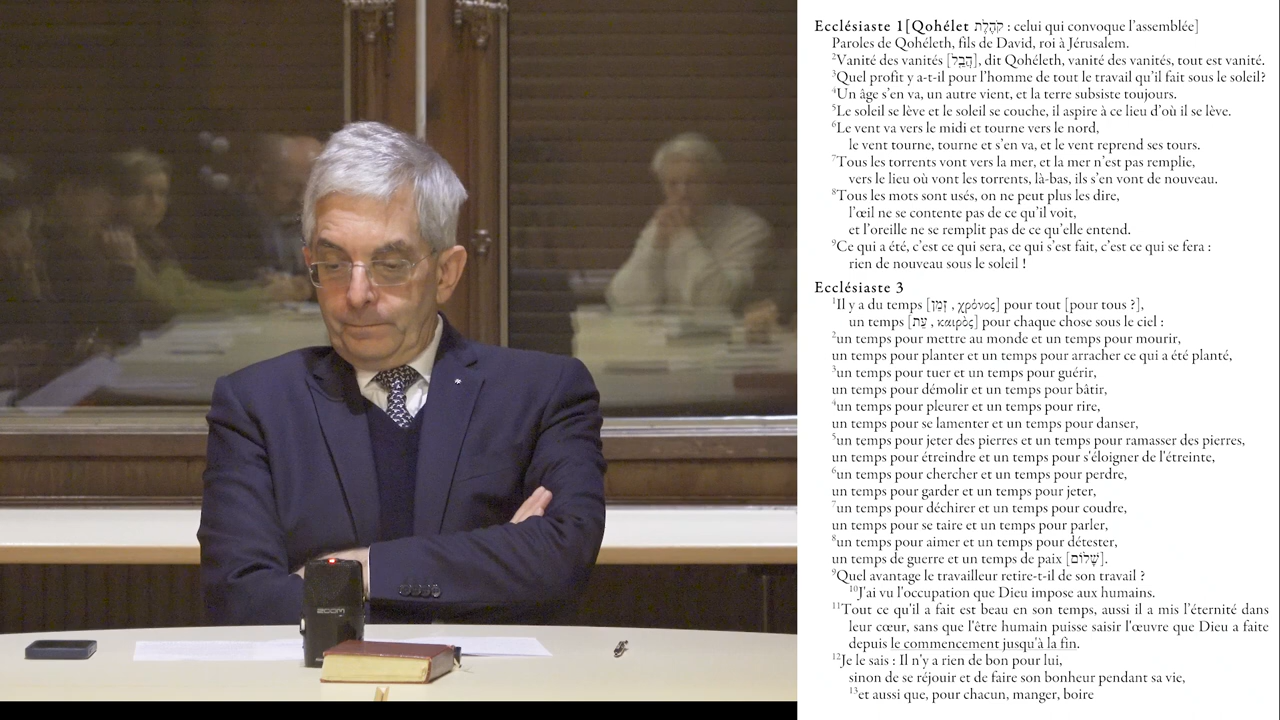 Ecclésiaste 1[Qohélet קֹהֶלֶת : celui qui convoque l'assemblée]
Paroles de Qohéleth, fils de David, roi à Jérusalem.
²Vanité des vanités [הֲבֵל], dit Qohéleth, vanité des vanités, tout est vanité.
³Quel profit y a-t-il pour l'homme de tout le travail qu'il fait sous le soleil?
⁴Un âge s'en va, un autre vient, et la terre subsiste toujours.
⁵Le soleil se lève et le soleil se couche, il aspire à ce lieu d'où il se lève.
⁶Le vent va vers le midi et tourne vers le nord,
le vent tourne, tourne et s'en va, et le vent reprend ses tours.
⁷Tous les torrents vont vers la mer, et la mer n'est pas remplie,
vers le lieu où vont les torrents, là-bas, ils s'en vont de nouveau.
⁸Tous les mots sont usés, on ne peut plus les dire,
l'œil ne se contente pas de ce qu'il voit,
et l'oreille ne se remplit pas de ce qu'elle entend.
⁹Ce qui a été, c'est ce qui sera, ce qui s'est fait, c'est ce qui se fera :
rien de nouveau sous le soleil !
Ecclésiaste 3
¹Il y a du temps [זְמָן , χρόνος] pour tout [pour tous ?],
un temps [עֵת , καιρὸς] pour chaque chose sous le ciel :
²un temps pour mettre au monde et un temps pour mourir,
un temps pour planter et un temps pour arracher ce qui a été planté,
³un temps pour tuer et un temps pour guérir,
un temps pour démolir et un temps pour bâtir,
⁴un temps pour pleurer et un temps pour rire,
un temps pour se lamenter et un temps pour danser,
⁵un temps pour jeter des pierres et un temps pour ramasser des pierres,
un temps pour étreindre et un temps pour s'éloigner de l'étreinte,
⁶un temps pour chercher et un temps pour perdre,
un temps pour garder et un temps pour jeter,
⁷un temps pour déchirer et un temps pour coudre,
un temps pour se taire et un temps pour parler,
⁸un temps pour aimer et un temps pour détester,
un temps de guerre et un temps de paix [שָׁלוֹם].
⁹Quel avantage le travailleur retire-t-il de son travail ?
¹⁰J'ai vu l'occupation que Dieu impose aux humains.
¹¹Tout ce qu'il a fait est beau en son temps, aussi il a mis l'éternité dans
leur cœur, sans que l'être humain puisse saisir l'œuvre que Dieu a faite
depuis le commencement jusqu'à la fin.
¹²Je le sais : Il n'y a rien de bon pour lui,
sinon de se réjouir et de faire son bonheur pendant sa vie,
¹³et aussi que, pour chacun, manger, boire
zoom